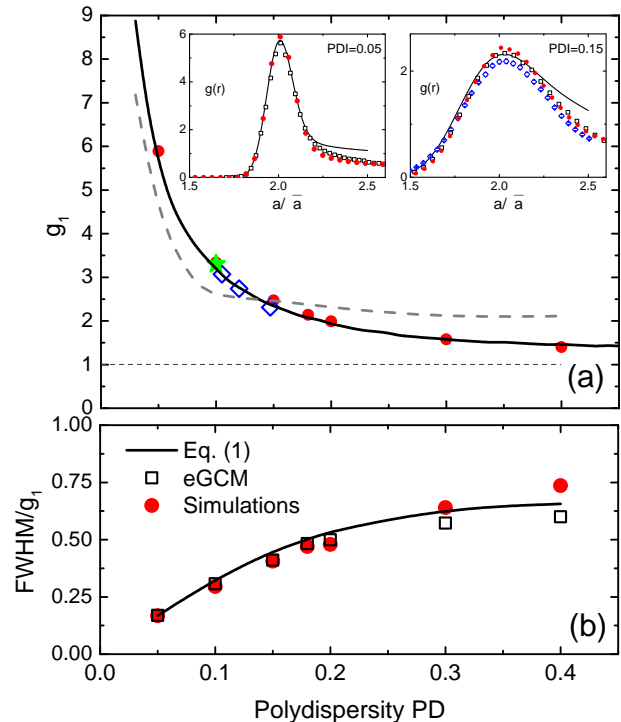 9
8
7
6
5
4
3
2
1
0
g1
6
4
2
0
g(r)
PDI=0.05
1.5
2.0
2.5
a/ a̅
2
0
g(r)
PDI=0.15
1.5
2.0
2.5
a/ a̅
(a)
1.00
0.75
0.50
0.25
0.00
FWHM/g1
Eq. (1)
eGCM
Simulations
(b)
0.0
0.1
0.2
0.3
0.4
Polydispersity PD